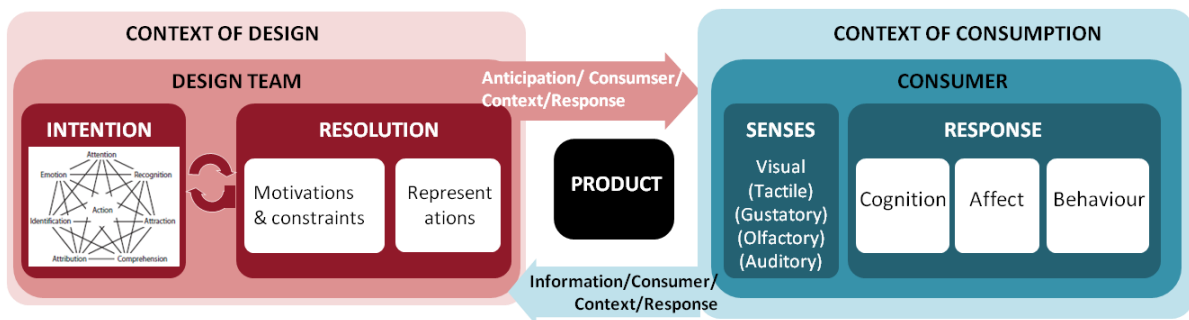 CONTEXT OF DESIGN
DESIGN TEAM
INTENTION
Attention
Emotion
Recognition
Action
Identification
Attraction
Attribution
Comprehension
RESOLUTION
Motivations
& constraints
Represent
ations
Anticipation/ Consumser/
Context/Response
PRODUCT
Information/Consumer/
Context/Response
CONTEXT OF CONSUMPTION
CONSUMER
SENSES
Visual
(Tactile)
(Gustatory)
(Olfactory)
(Auditory)
RESPONSE
Cognition
Affect
Behaviour